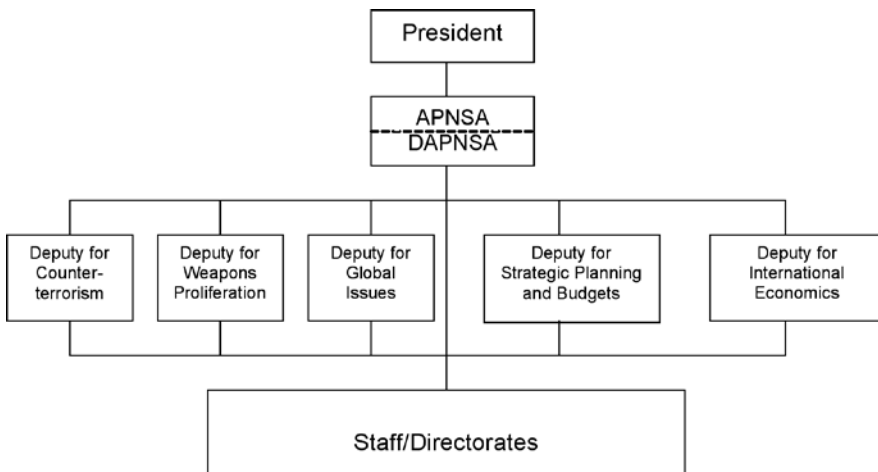 President
APNSA
DAPNSA
Deputy for
Counter-
terrorism
Deputy for
Weapons
Proliferation
Deputy for
Global
Issues
Deputy for
Strategic Planning
and Budgets
Deputy for
International
Economics
Staff/Directorates